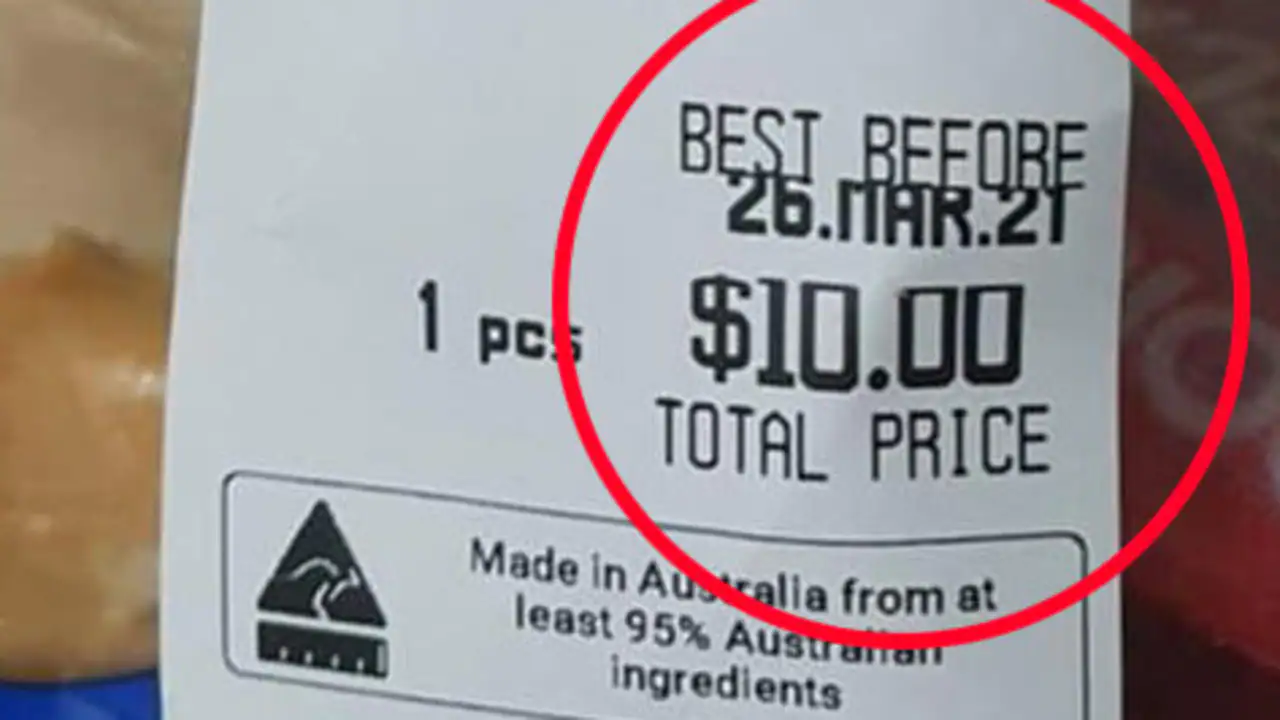 BEST BEFORE
26.MAR.21
$10.00
1 pcs
TOTAL PRICE
Made in Australia from at
least 95% Australian
ingredients